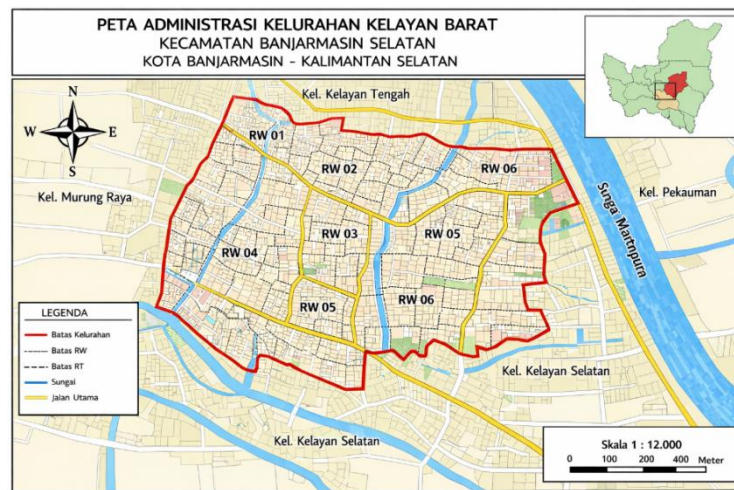 PETA ADMINISTRASI KELURAHAN KELAYAN BARAT
KECAMATAN BANJARMASIN SELATAN
KOTA BANJARMASIN - KALIMANTAN SELATAN
N
W E
S
Kel. Kelayan Tengah
RW 01
RW 02
RW 06
Kel. Murung Raya
Kel. Pekauman
Sunga Martnpura
RW 03
RW 05
RW 04
RW 05
RW 06
LEGENDA
Batas Kelurahan
Batas RW
Batas RT
Sungai
Jalan Utama
Kel. Kelayan Selatan
Kel. Kelayan Selatan
Skala 1 : 12.000
0 100 200 400 Meter